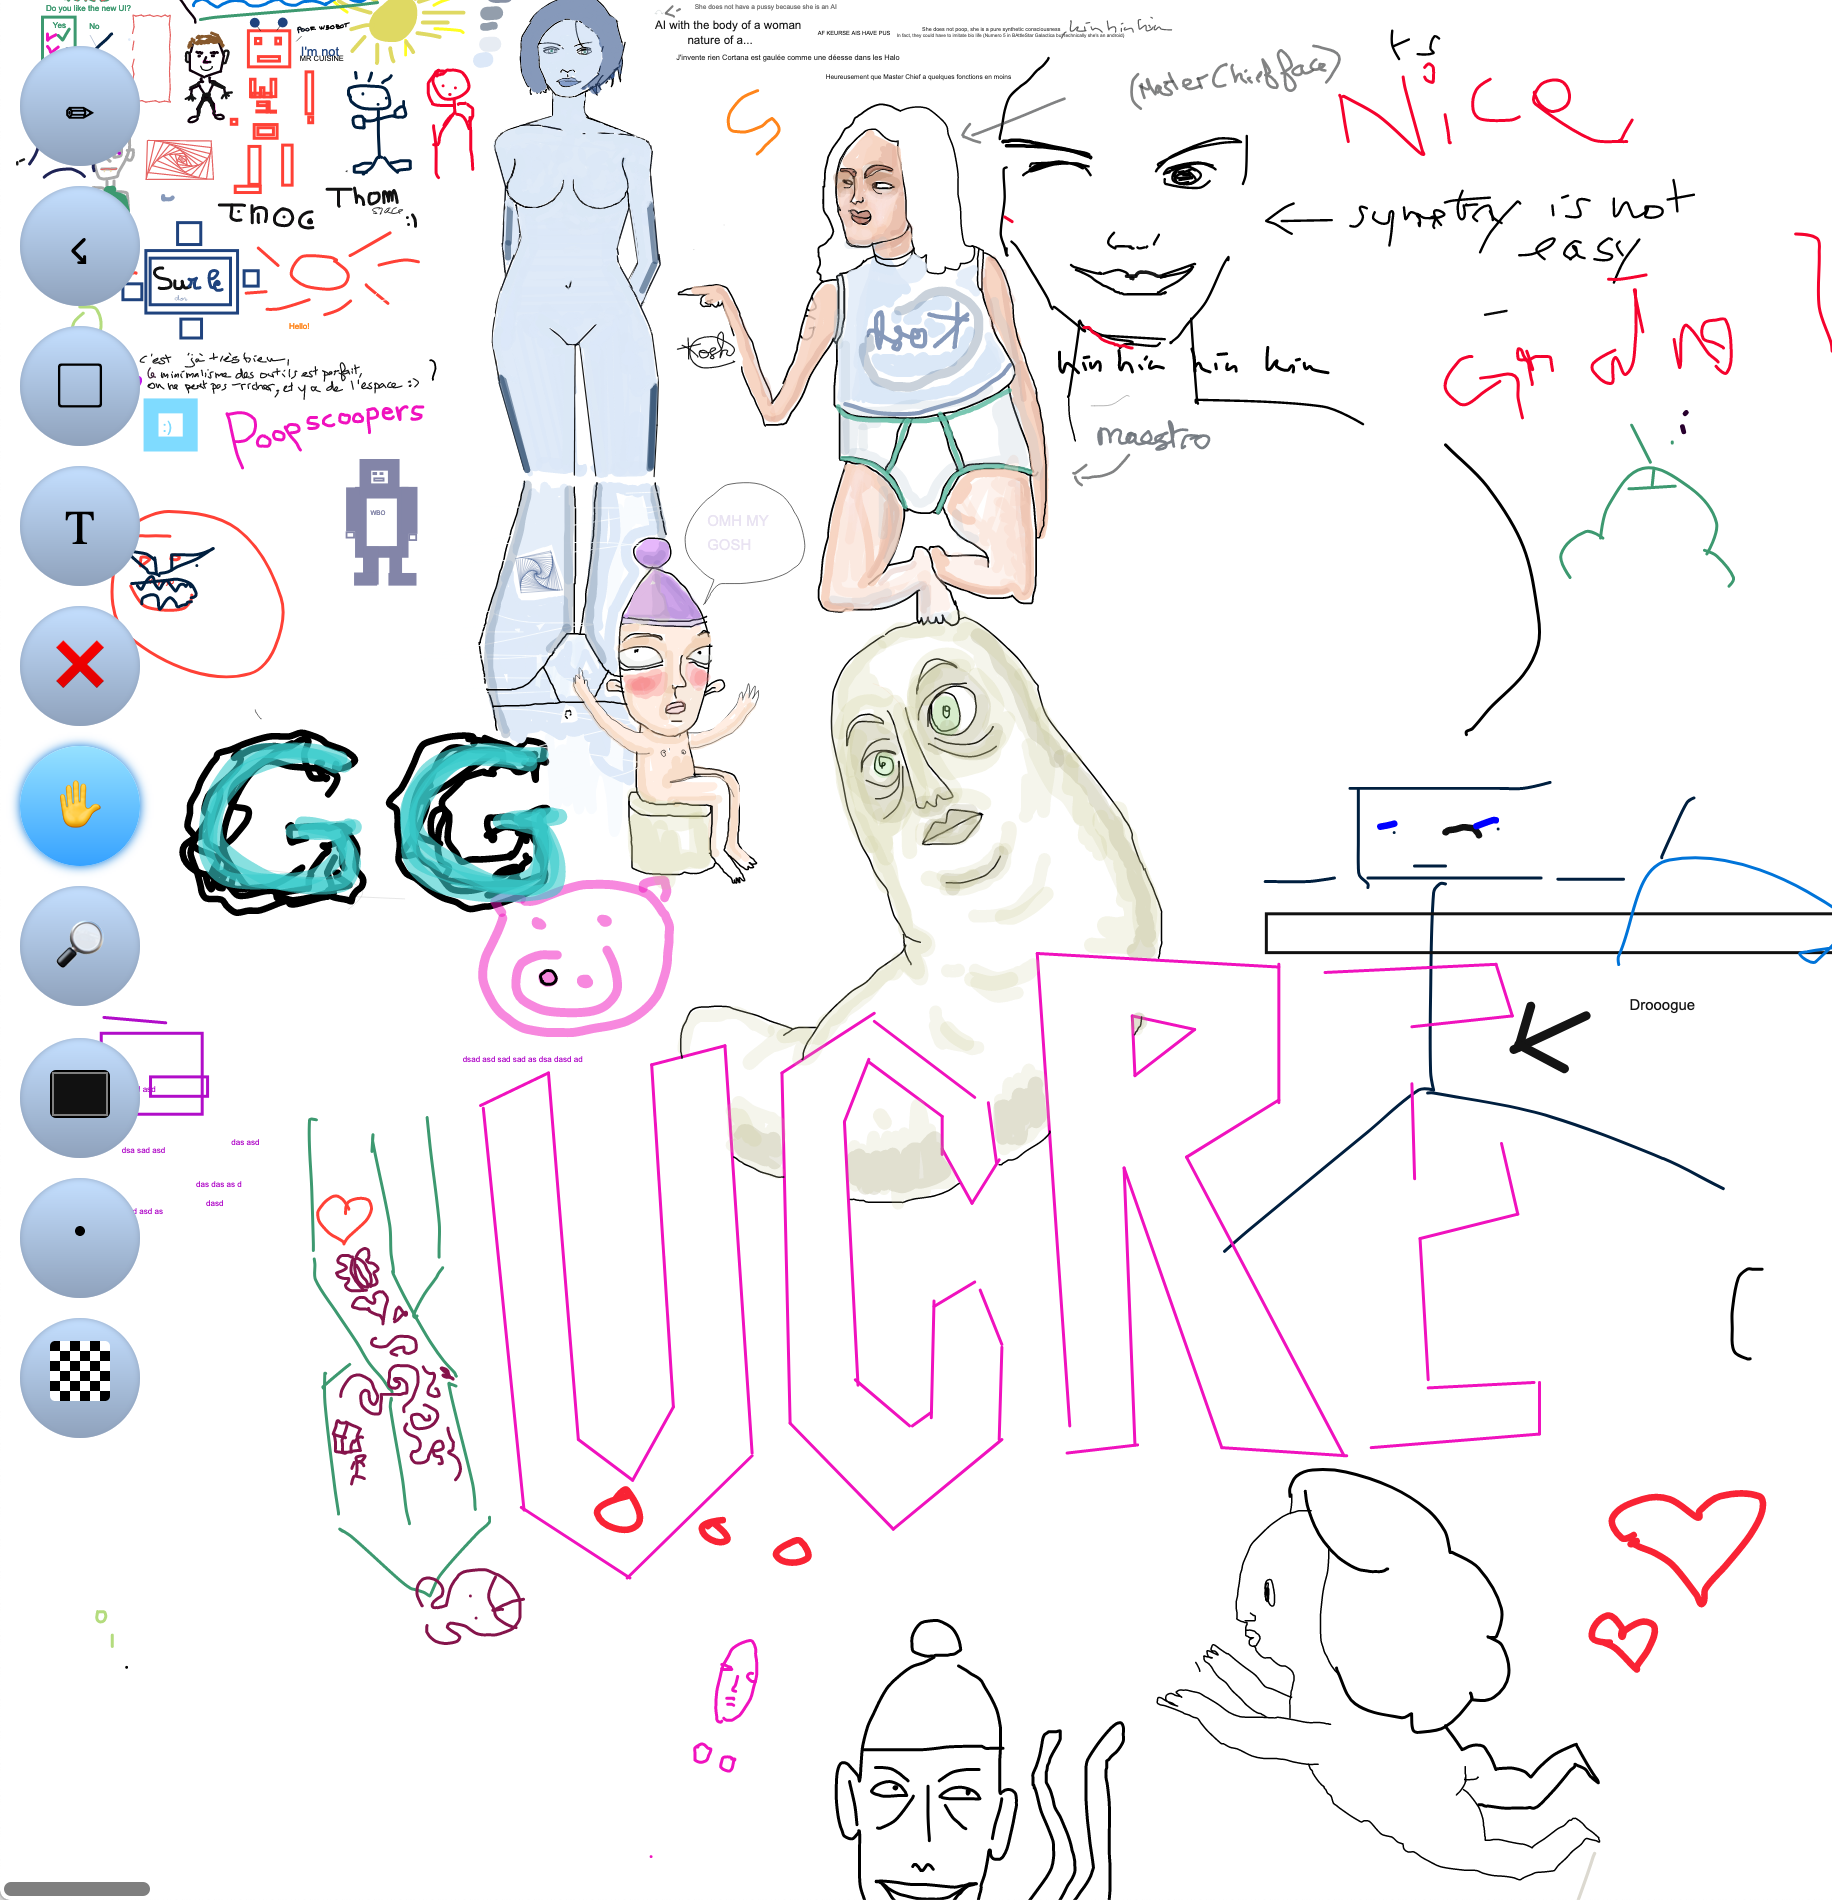 Do you like the new UI?
Yes
No
POOR WBOBOT
I'm not
MR CUISINE
She does not have a pussy because she is an AI
AI with the body of a woman
nature of a...
AF KEURSE AIS HAVE PUS
She does not poop, she is a pure synthetic consciousness
hin hin hin
J'invente rien Cortana est gaulée comme une déesse dans les Halo
Heureusement que Master Chief a quelques fonctions en moins
(Master Chief face)
Nice
Thom
space
:)
symetry is not
easy
Sur le
dos
Hello!
Kosh
Kosh
hin hin hin hin
c'est jà très bien,
le minimalisme des outils est parfait,
on ne peut pas tricher, et y a de l'espace :>
:)
Poopscoopers
maestro
WBO
OMH MY
GOSH
T
GG
Drooogue
dsad asd sad sad as dsa dasd ad
asd
das asd
dsa sad asd
das das as d
dasd
d asd as
UCRE